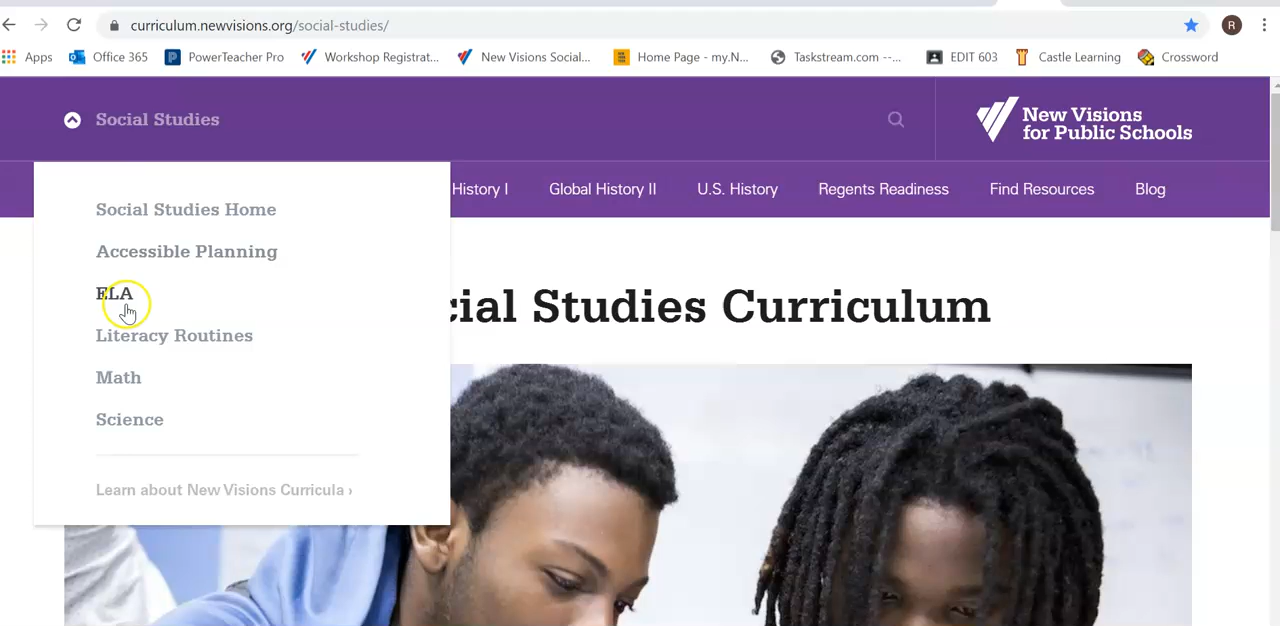 curriculum.newvisions.org/social-studies/
R
Apps Office 365 PowerTeacher Pro Workshop Registrat... New Visions Social... Home Page - my.N... Taskstream.com --... EDIT 603 Castle Learning Crossword
Social Studies
New Visions
for Public Schools
History I Global History II U.S. History Regents Readiness Find Resources Blog
Social Studies Home
Accessible Planning
ELA
Literacy Routines
Math
Science
Learn about New Visions Curricula ›
cial Studies Curriculum